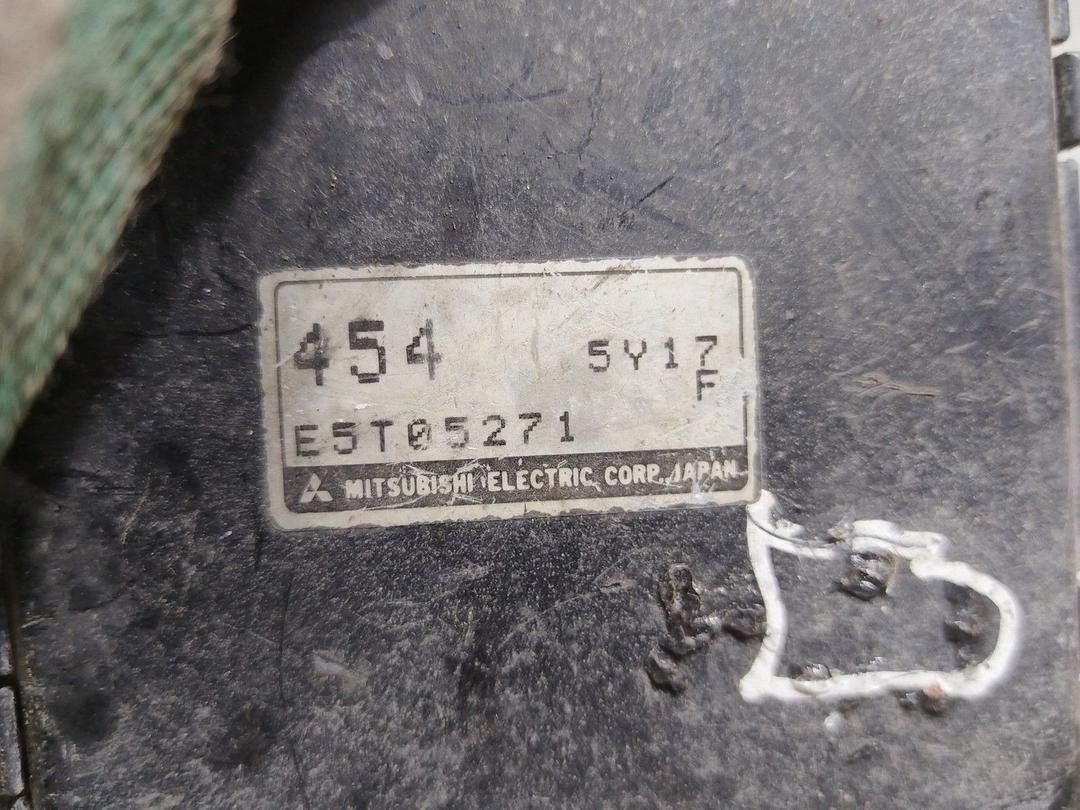 454 5Y17
F
E5T05271
MITSUBISHI ELECTRIC CORP. JAPAN